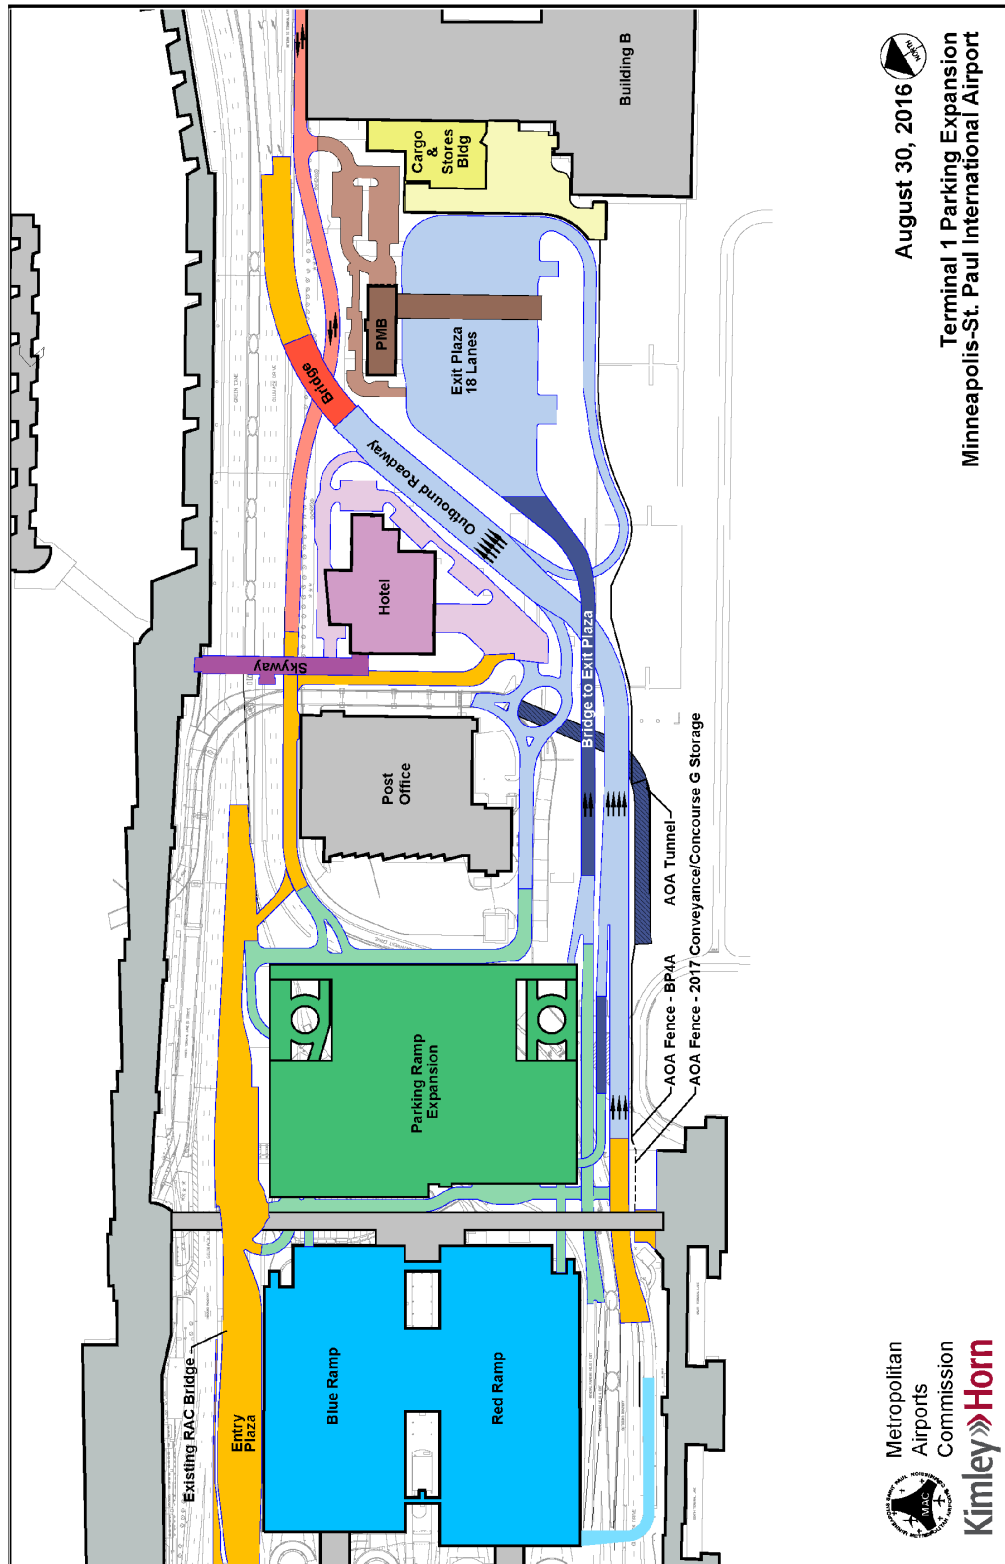 Existing RAC Bridge
Entry
Plaza
Blue Ramp
Red Ramp
Parking Ramp
Expansion
Post
Office
Skyway
Hotel
Bridge
Outbound Roadway
PMB
Exit Plaza
18 Lanes
Cargo
&
Stores
Bldg
Building B
Bridge to Exit Plaza
AOA Tunnel
AOA Fence - BP4A
AOA Fence - 2017 Conveyance/Concourse G Storage
NORTH
August 30, 2016
Terminal 1 Parking Expansion
Minneapolis-St. Paul International Airport
MAC
Metropolitan
Airports
Commission
Kimley»Horn